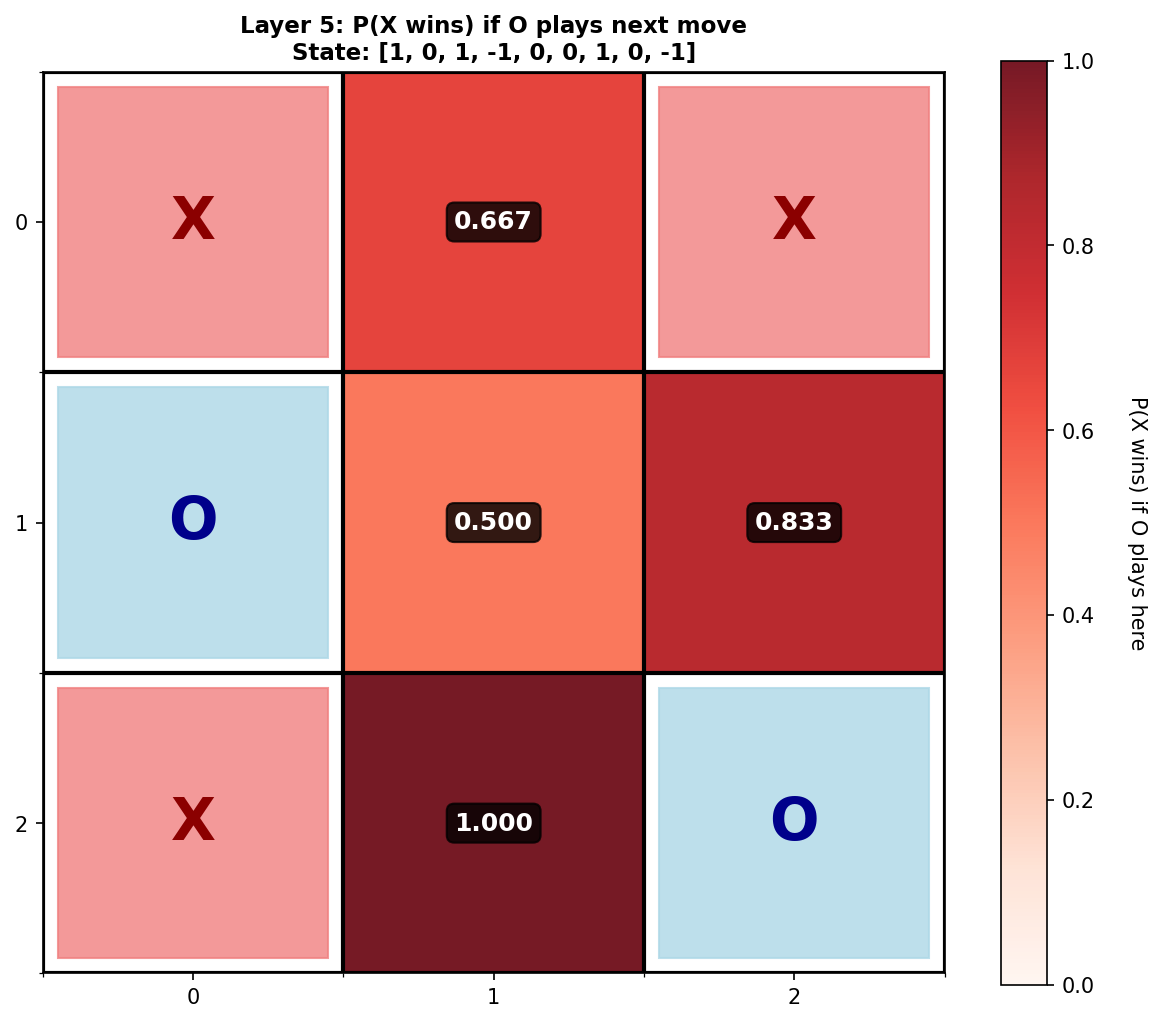 Layer 5: P(X wins) if O plays next move
State: [1, 0, 1, -1, 0, 0, 1, 0, -1]
0
X
0.667
X
1
O
0.500
0.833
2
X
1.000
O
0
1
2
1.0
0.8
0.6
0.4
0.2
0.0
P(X wins) if O plays here